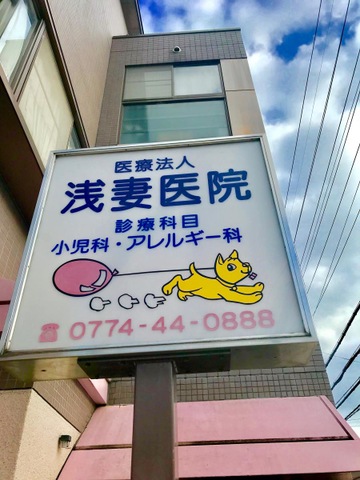 医療法人
浅妻医院
診療科目
小児科・アレルギー科
☎ 0774-44-0888